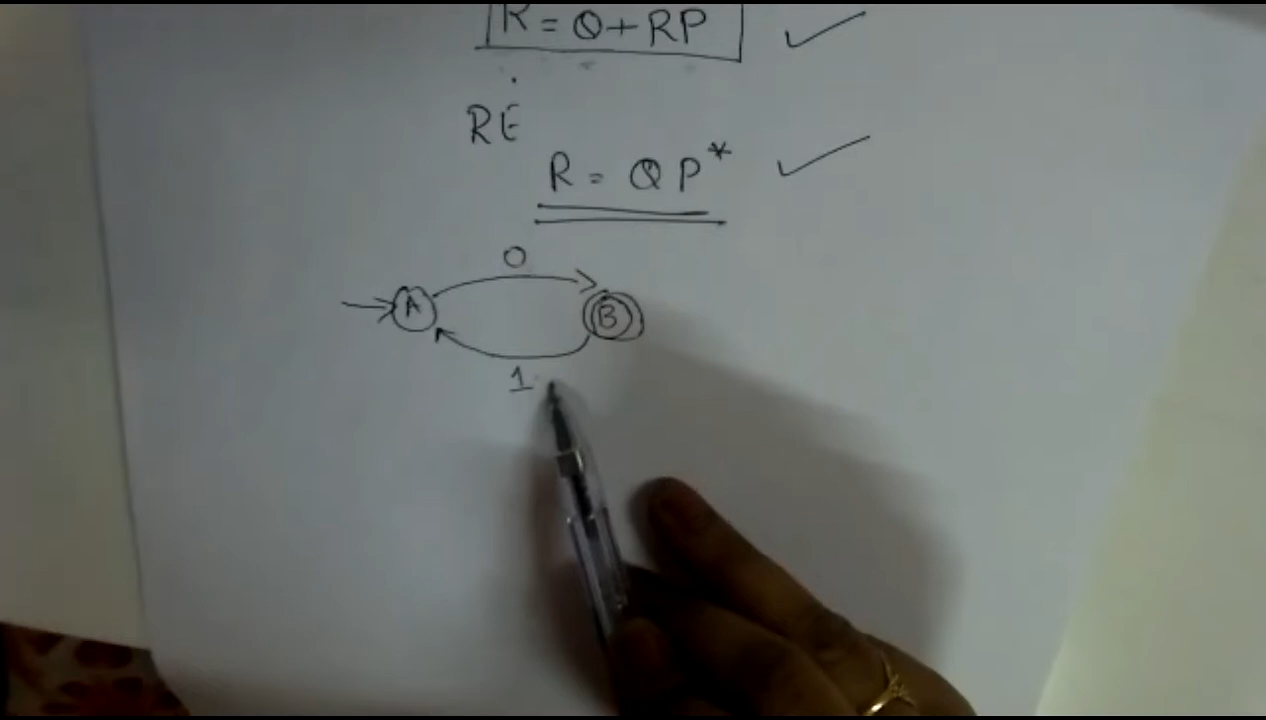 R = Q + RP
RE
R = QP*
0
A
B
1